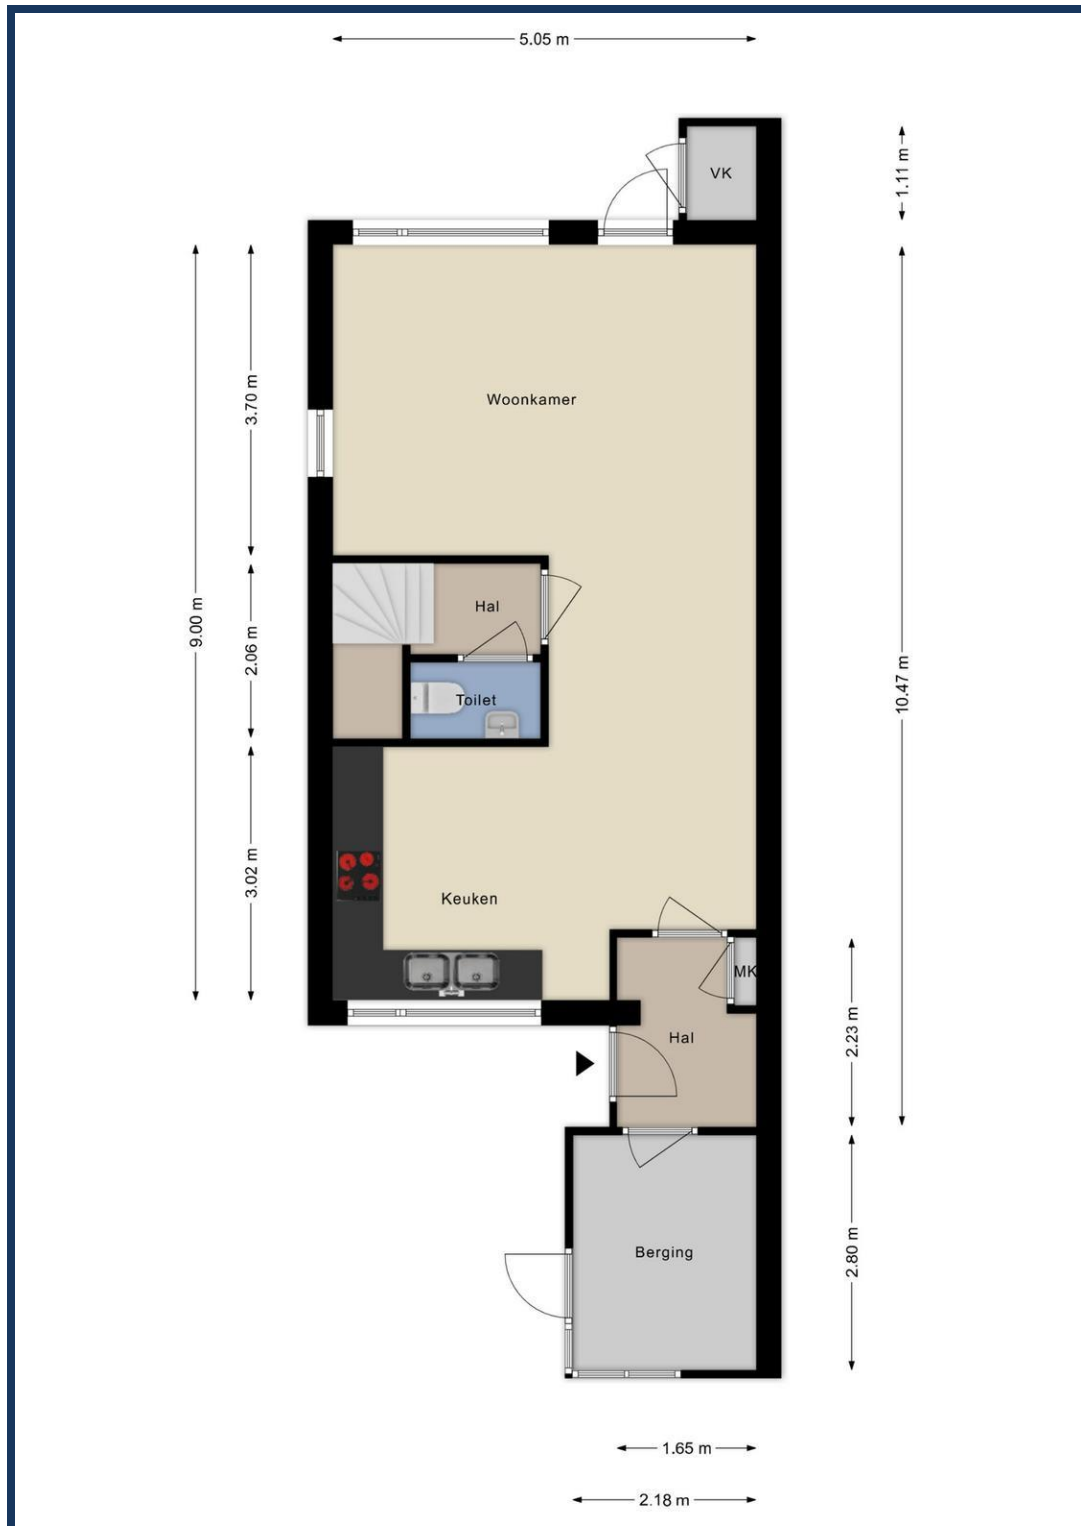 5.05 m
VK
1.11 m
Woonkamer
3.70 m
9.00 m
Hal
2.06 m
Toilet
10.47 m
Keuken
3.02 m
MK
Hal
2.23 m
Berging
2.80 m
1.65 m
2.18 m